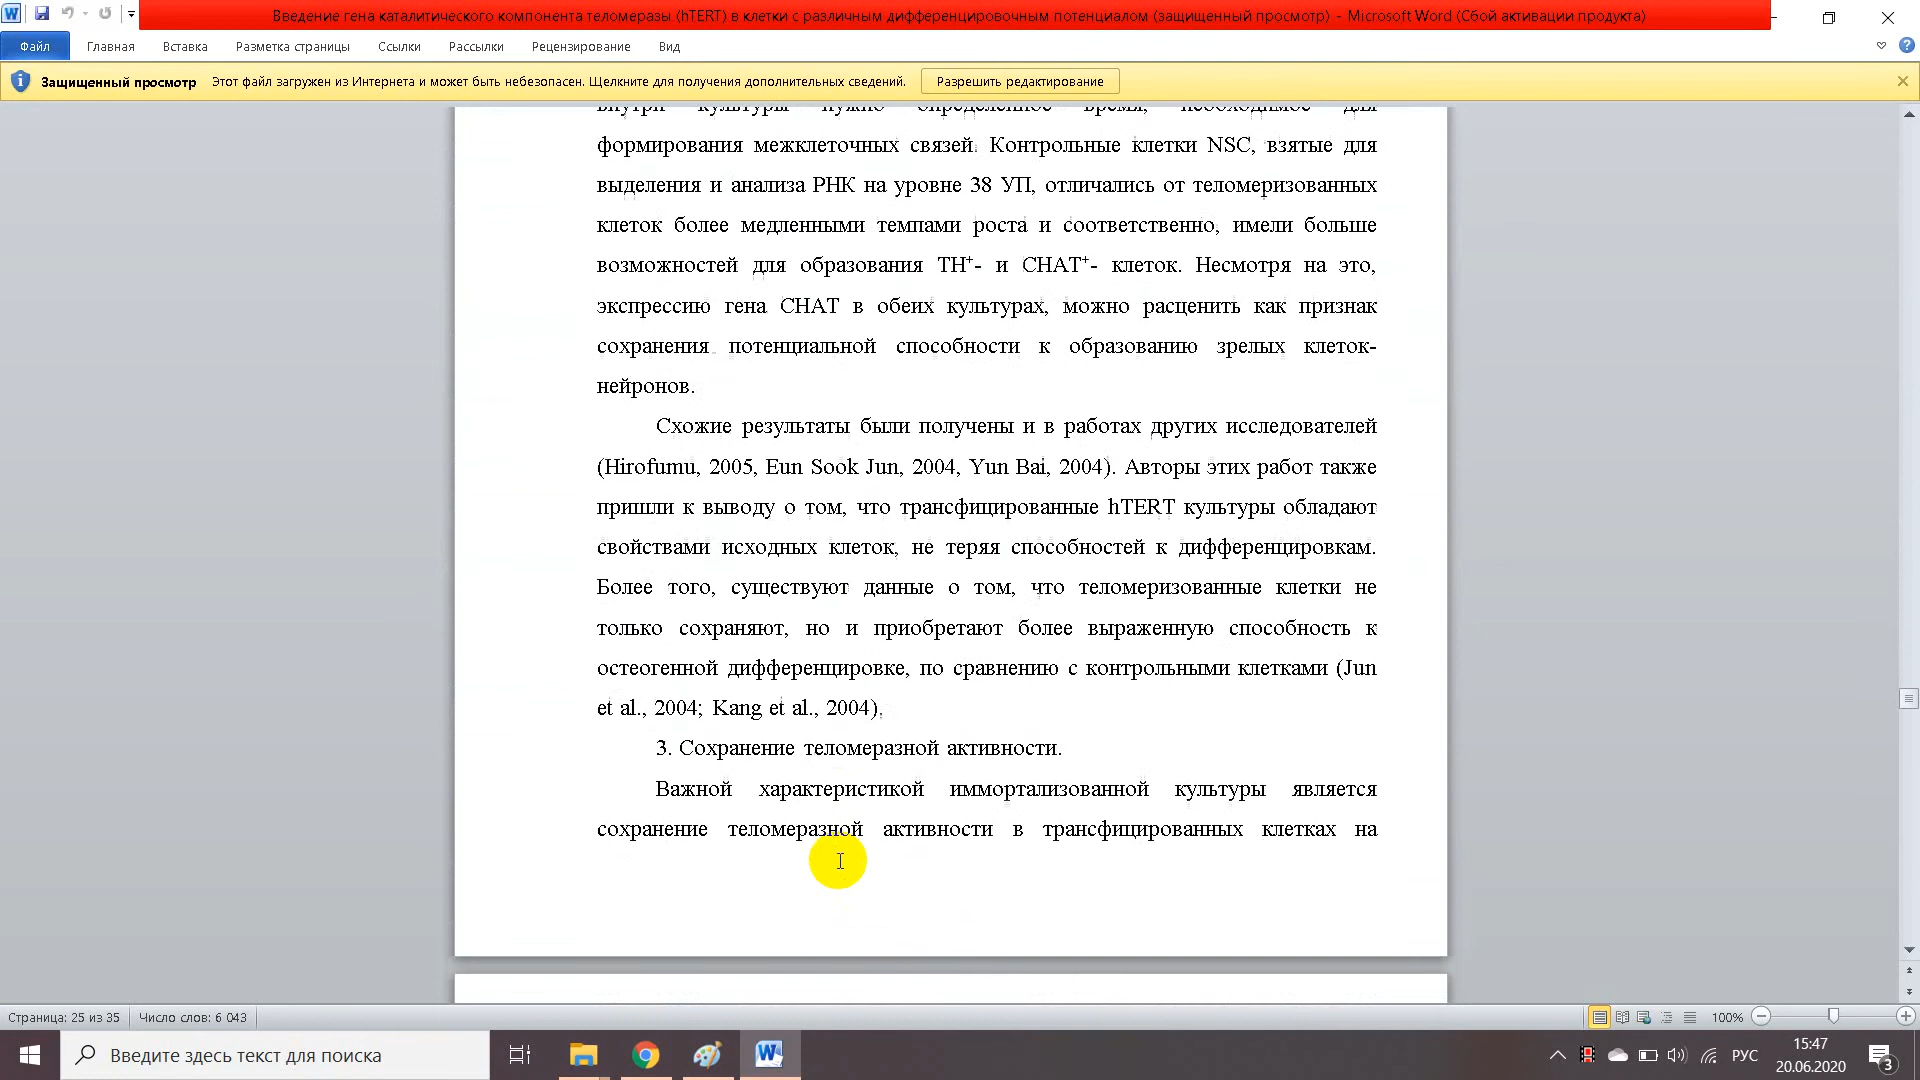 Введение гена каталитического компонента теломеразы (hTERT) в клетки с различным дифференцировочным потенциалом (защищенный просмотр) - Microsoft Word (Сбой активации продукта)
Файл Главная Вставка Разметка страницы Ссылки Рассылки Рецензирование Вид
Защищенный просмотр Этот файл загружен из Интернета и может быть небезопасен. Щелкните для получения дополнительных сведений. Разрешить редактирование
внутри культуры нужно определенное время, необходимое для
формирования межклеточных связей. Контрольные клетки NSC, взятые для
выделения и анализа РНК на уровне 38 УП, отличались от теломеризованных
клеток более медленными темпами роста и соответственно, имели больше
возможностей для образования TH⁺- и CHAT⁺- клеток. Несмотря на это,
экспрессию гена CHAT в обеих культурах, можно расценить как признак
сохранения потенциальной способности к образованию зрелых клеток-
нейронов.
Схожие результаты были получены и в работах других исследователей
(Hirofumu, 2005, Eun Sook Jun, 2004, Yun Bai, 2004). Авторы этих работ также
пришли к выводу о том, что трансфицированные hTERT культуры обладают
свойствами исходных клеток, не теряя способностей к дифференцировкам.
Более того, существуют данные о том, что теломеризованные клетки не
только сохраняют, но и приобретают более выраженную способность к
остеогенной дифференцировке, по сравнению с контрольными клетками (Jun
et al., 2004; Kang et al., 2004).
3. Сохранение теломеразной активности.
Важной характеристикой иммортализованной культуры является
сохранение теломеразной активности в трансфицированных клетках на
Страница: 25 из 35 Число слов: 6 043 100%
Введите здесь текст для поиска РУС 15:47
20.06.2020 3